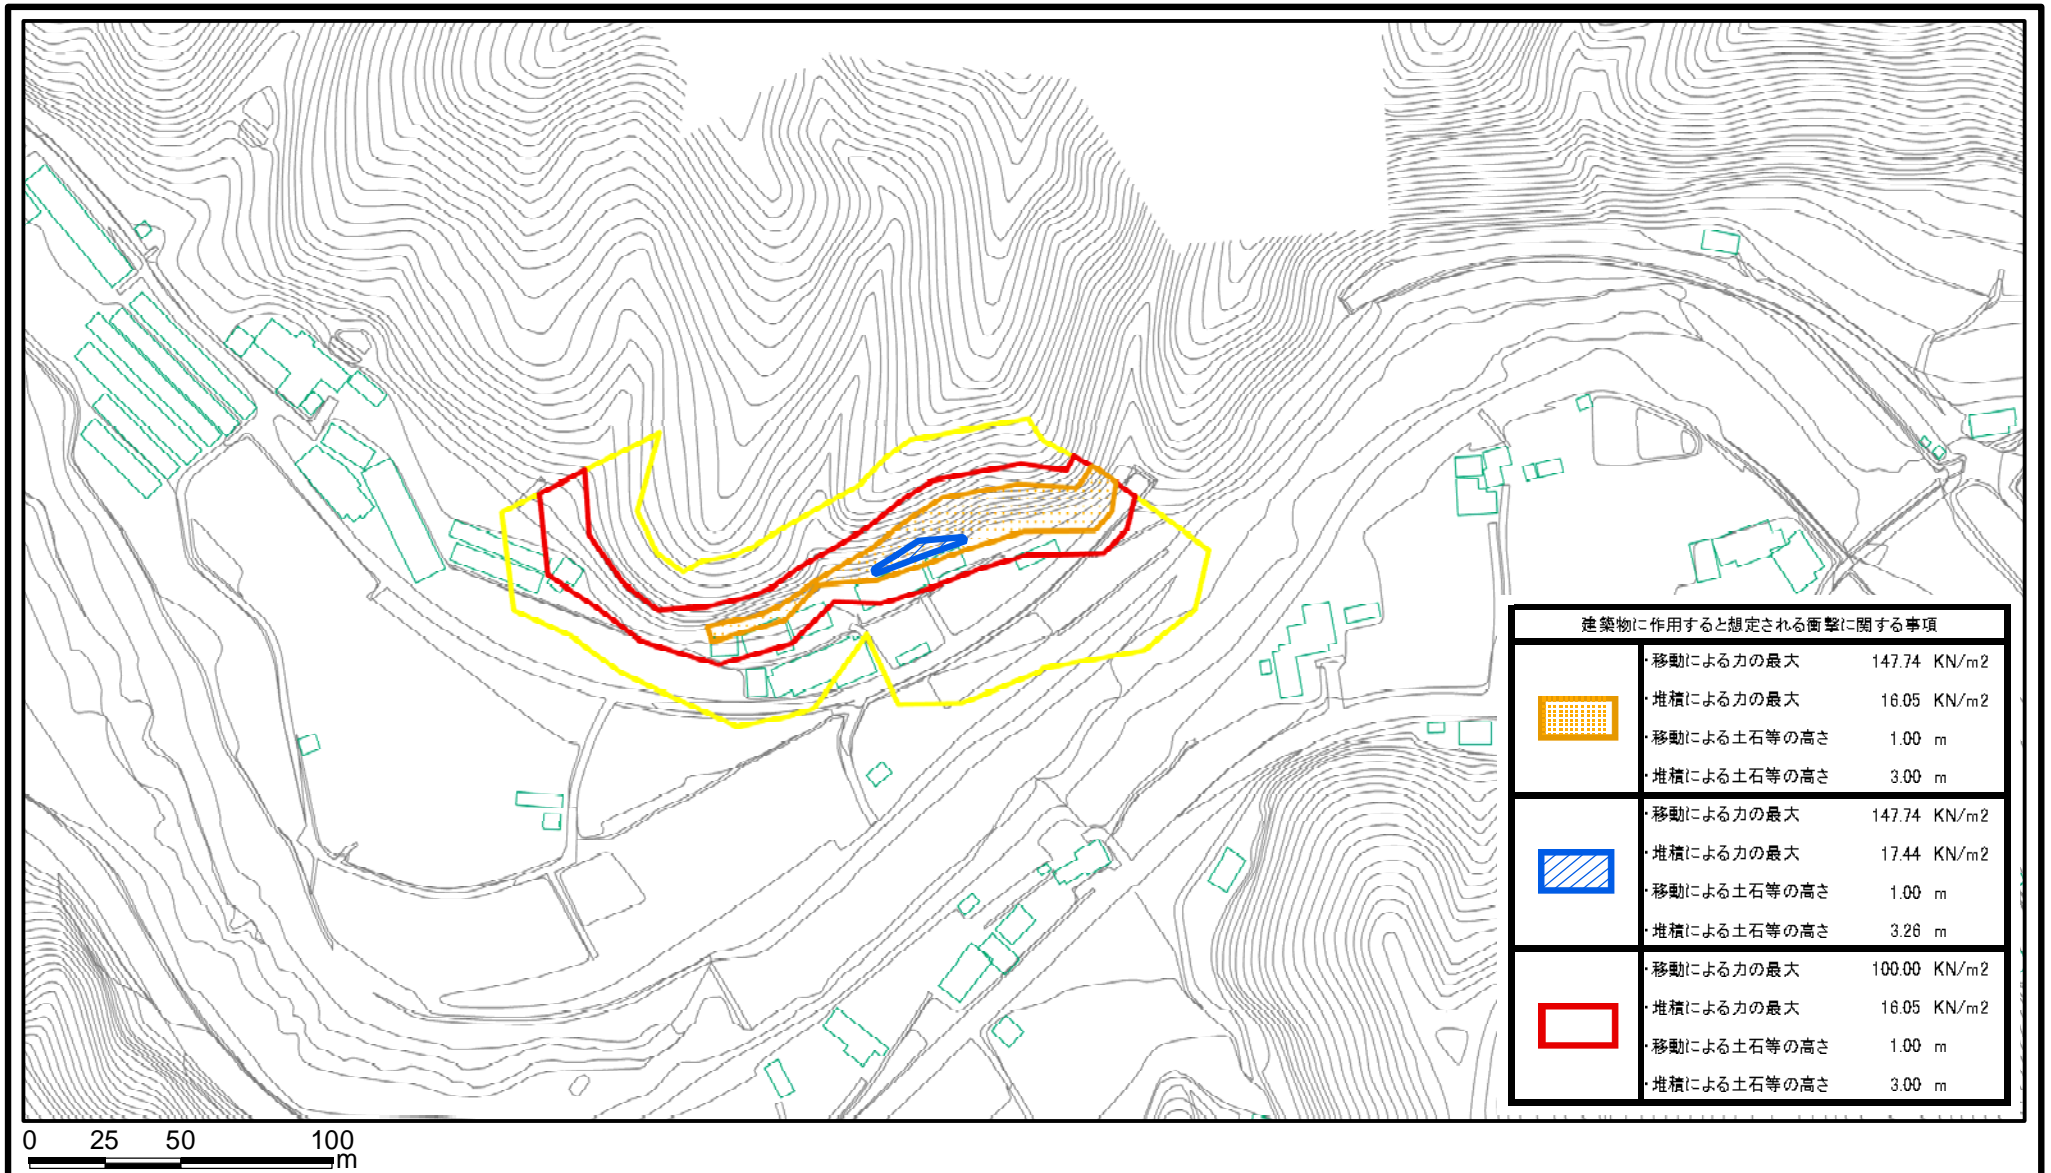 建築物に作用すると想定される衝撃に関する事項
・移動による力の最大 147.74 KN/m2
・堆積による力の最大 16.05 KN/m2
・移動による土石等の高さ 1.00 m
・堆積による土石等の高さ 3.00 m
・移動による力の最大 147.74 KN/m2
・堆積による力の最大 17.44 KN/m2
・移動による土石等の高さ 1.00 m
・堆積による土石等の高さ 3.26 m
・移動による力の最大 100.00 KN/m2
・堆積による力の最大 16.05 KN/m2
・移動による土石等の高さ 1.00 m
・堆積による土石等の高さ 3.00 m
0 25 50 100
m